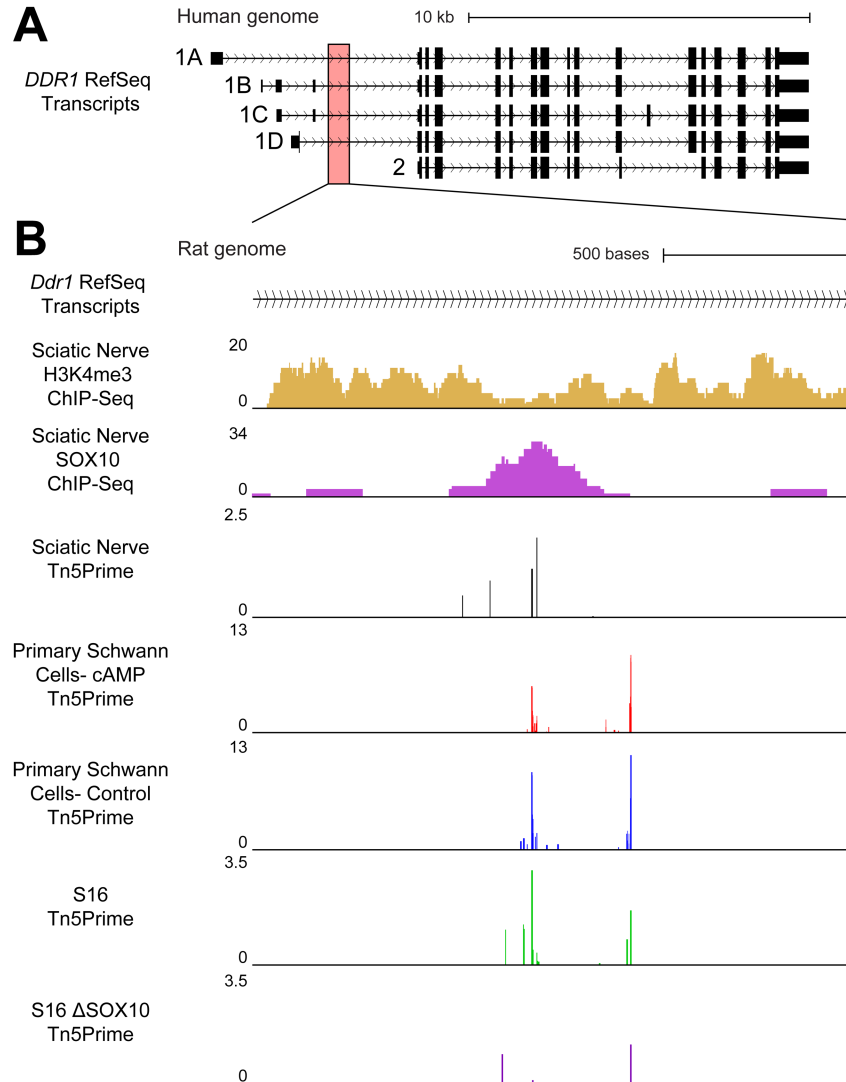 A
Human genome
10 kb
1A
DDR1 RefSeq
Transcripts
1B
1C
1D
2
B
Rat genome
500 bases
Ddr1 RefSeq
Transcripts
Sciatic Nerve
H3K4me3
ChIP-Seq
20
0
Sciatic Nerve
SOX10
ChIP-Seq
34
0
Sciatic Nerve
Tn5Prime
2.5
0
Primary Schwann
Cells- cAMP
Tn5Prime
13
0
Primary Schwann
Cells- Control
Tn5Prime
13
0
S16
Tn5Prime
3.5
0
S16 ΔSOX10
Tn5Prime
3.5
0